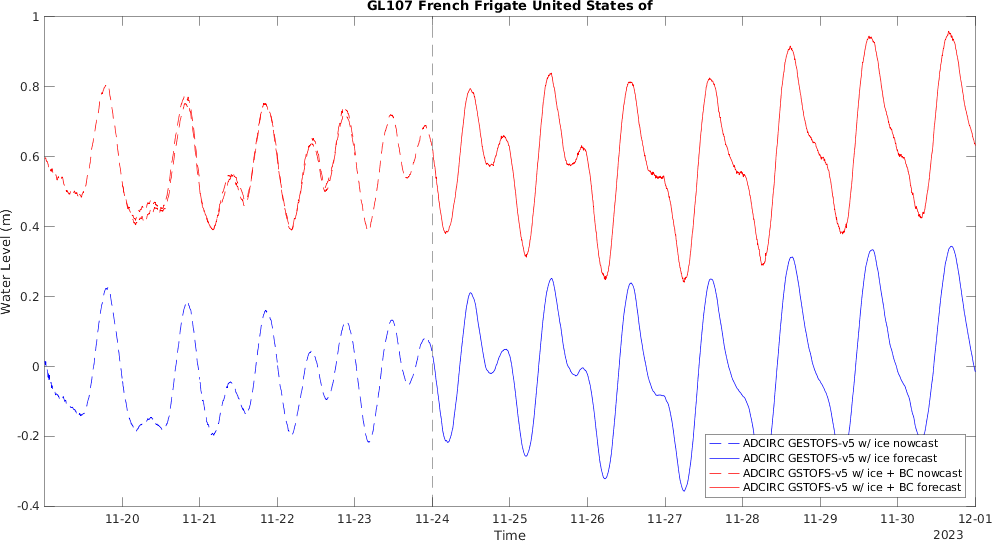 GL107 French Frigate United States of
Water Level (m)
1
0.8
0.6
0.4
0.2
0
-0.2
-0.4
ADCIRC GESTOFS-v5 w/ ice nowcast
ADCIRC GESTOFS-v5 w/ ice forecast
ADCIRC GSTOFS-v5 w/ ice + BC nowcast
ADCIRC GSTOFS-v5 w/ ice + BC forecast
11-20 11-21 11-22 11-23 11-24 11-25 11-26 11-27 11-28 11-29 11-30 12-01
Time
2023